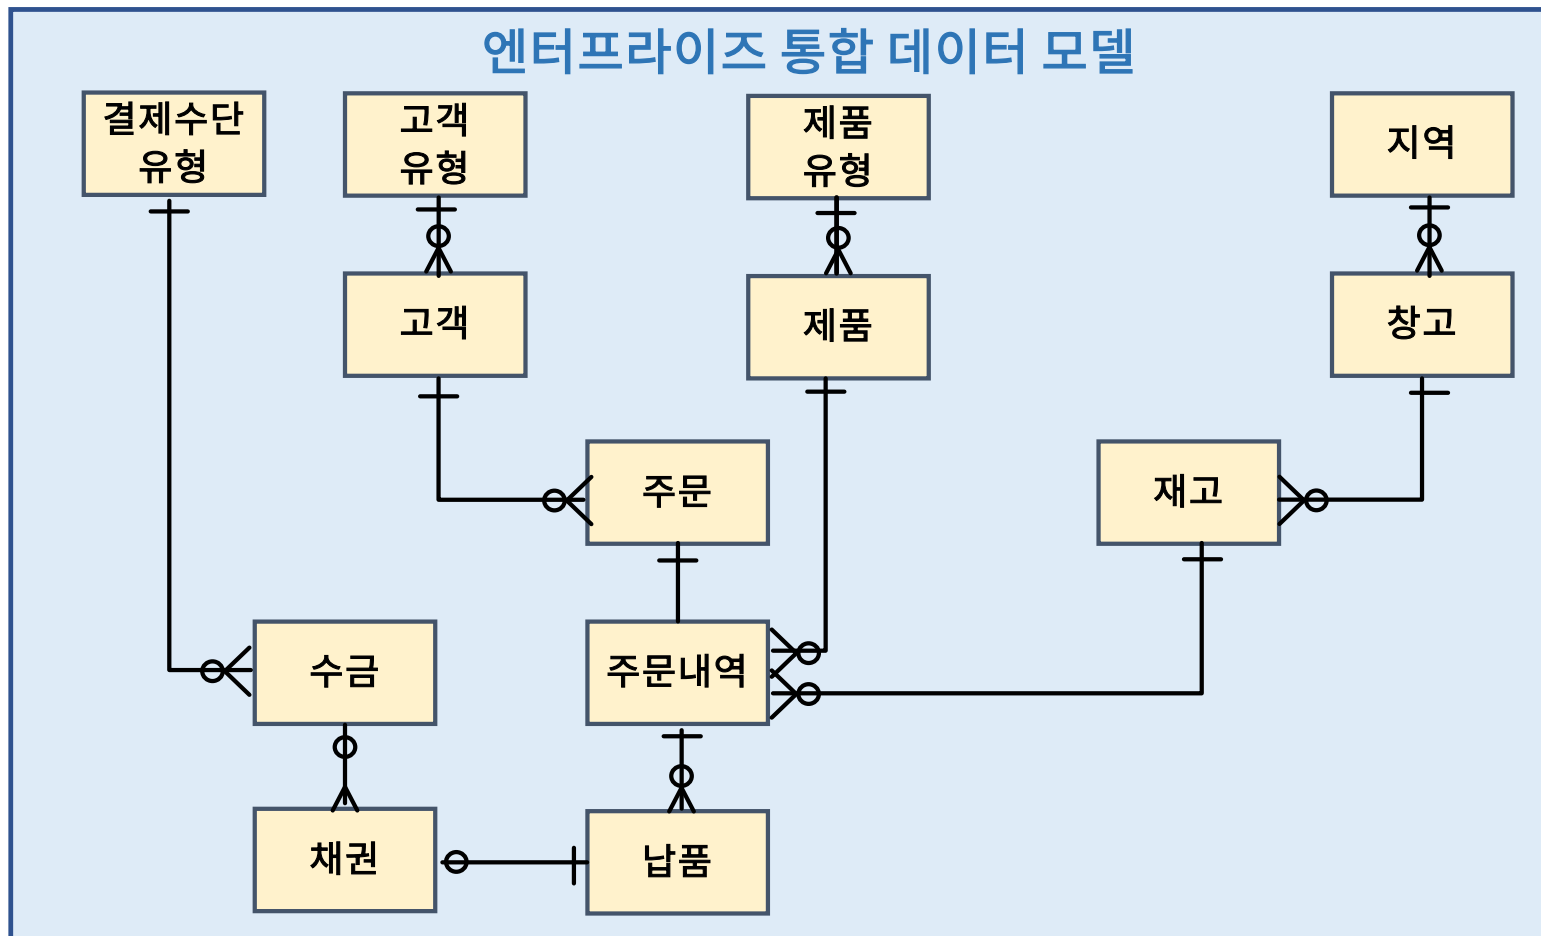 엔터프라이즈 통합 데이터 모델
결제수단
유형
고객
유형
제품
유형
지역
고객
제품
창고
주문
재고
수금
주문내역
채권
납품